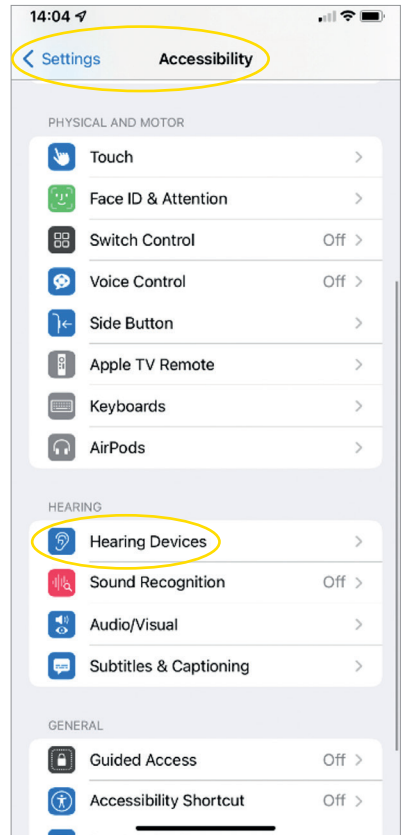 14:04
Settings Accessibility
PHYSICAL AND MOTOR
Touch
Face ID & Attention
Switch Control Off
Voice Control Off
Side Button
Apple TV Remote
Keyboards
AirPods
HEARING
Hearing Devices
Sound Recognition Off
Audio/Visual
Subtitles & Captioning
GENERAL
Guided Access Off
Accessibility Shortcut Off